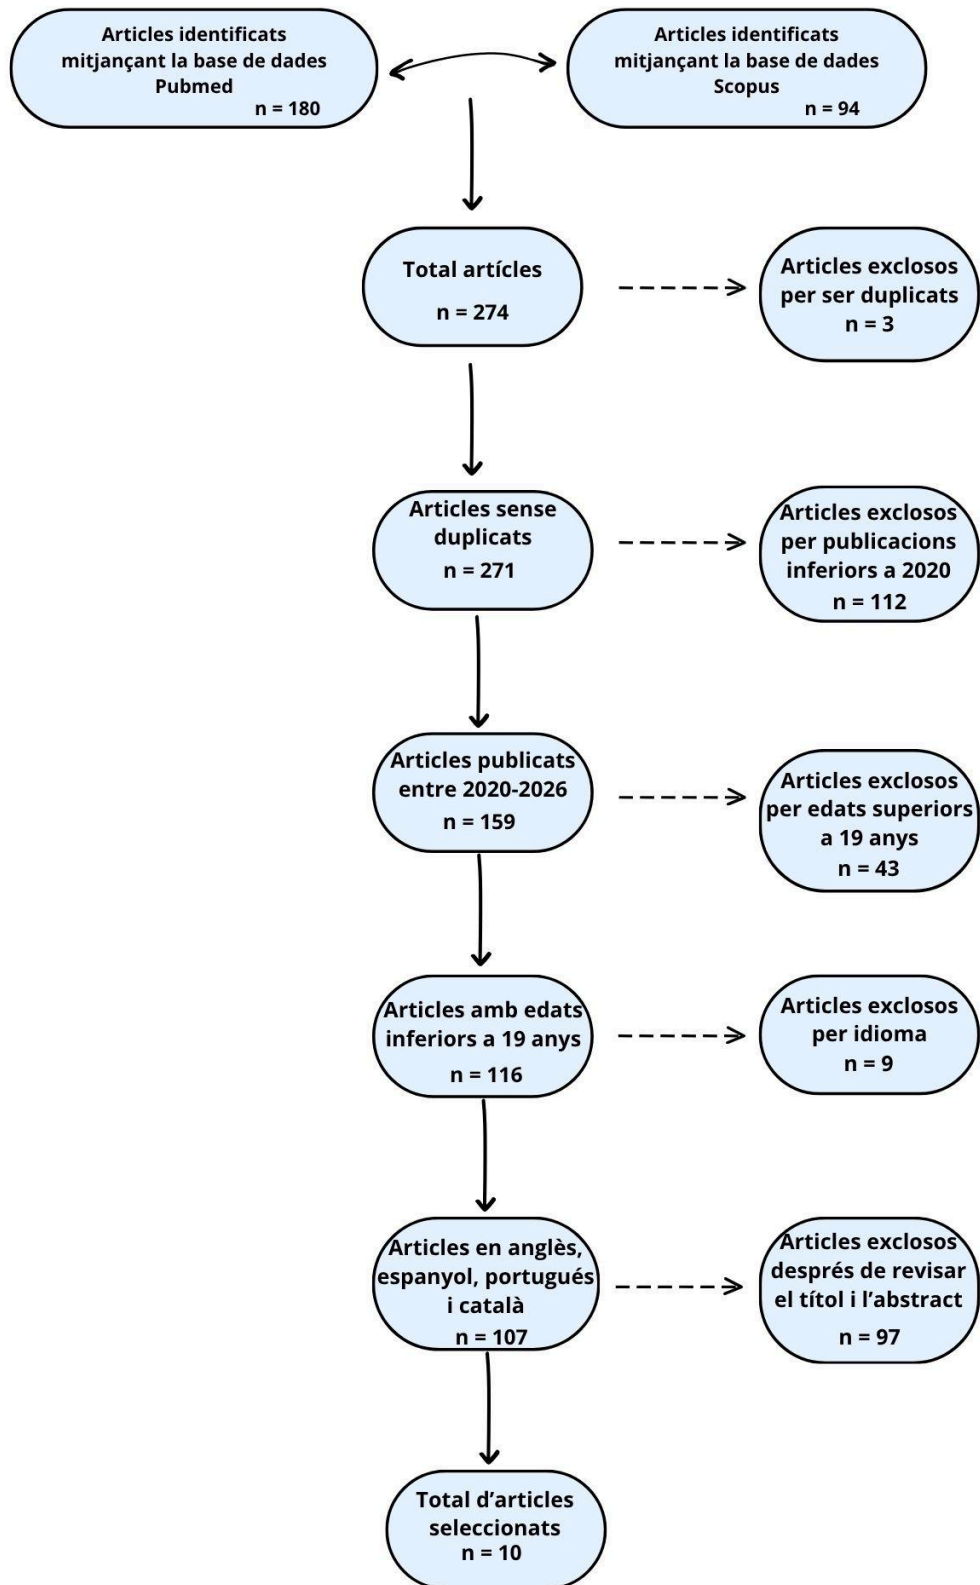 Articles identificats
mitjançant la base de dades
Pubmed
n = 180
Articles identificats
mitjançant la base de dades
Scopus
n = 94
Total artícles
n = 274
Articles exclosos
per ser duplicats
n = 3
Articles sense
duplicats
n = 271
Articles exclosos
per publicacions
inferiors a 2020
n = 112
Articles publicats
entre 2020-2026
n = 159
Articles exclosos
per edats superiors
a 19 anys
n = 43
Articles amb edats
inferiors a 19 anys
n = 116
Articles exclosos
per idioma
n = 9
Articles en anglès,
espanyol, portugués
i català
n = 107
Articles exclosos
després de revisar
el títol i l’abstract
n = 97
Total d’articles
seleccionats
n = 10